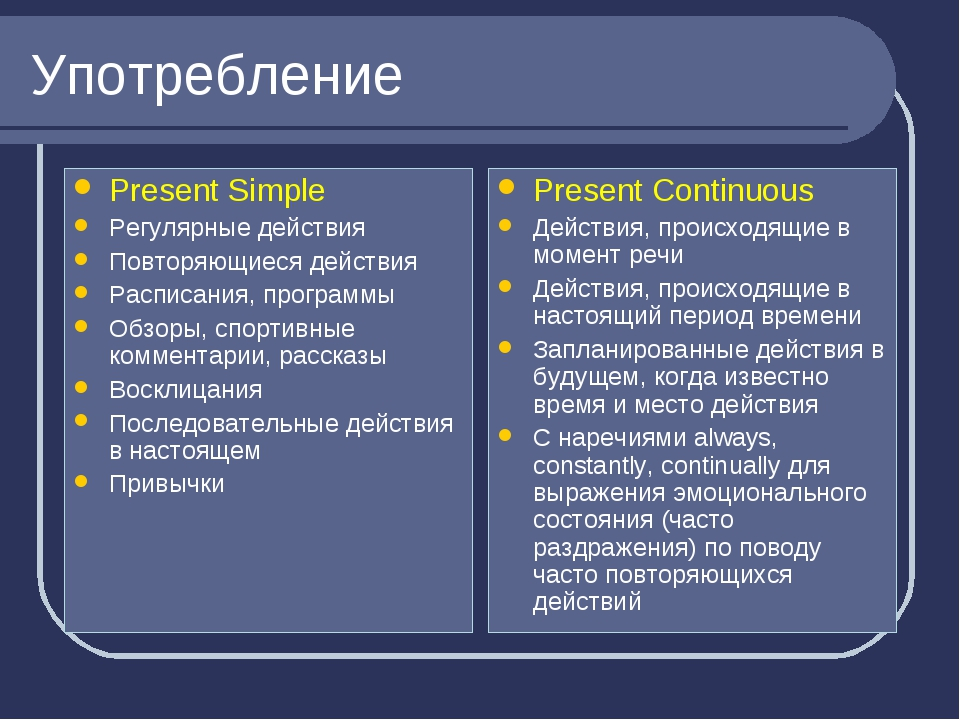 Употребление
Present Simple
Регулярные действия
Повторяющиеся действия
Расписания, программы
Обзоры, спортивные
комментарии, рассказы
Восклицания
Последовательные действия
в настоящем
Привычки
Present Continuous
Действия, происходящие в
момент речи
Действия, происходящие в
настоящий период времени
Запланированные действия в
будущем, когда известно
время и место действия
С наречиями always,
constantly, continually для
выражения эмоционального
состояния (часто
раздражения) по поводу
часто повторяющихся
действий